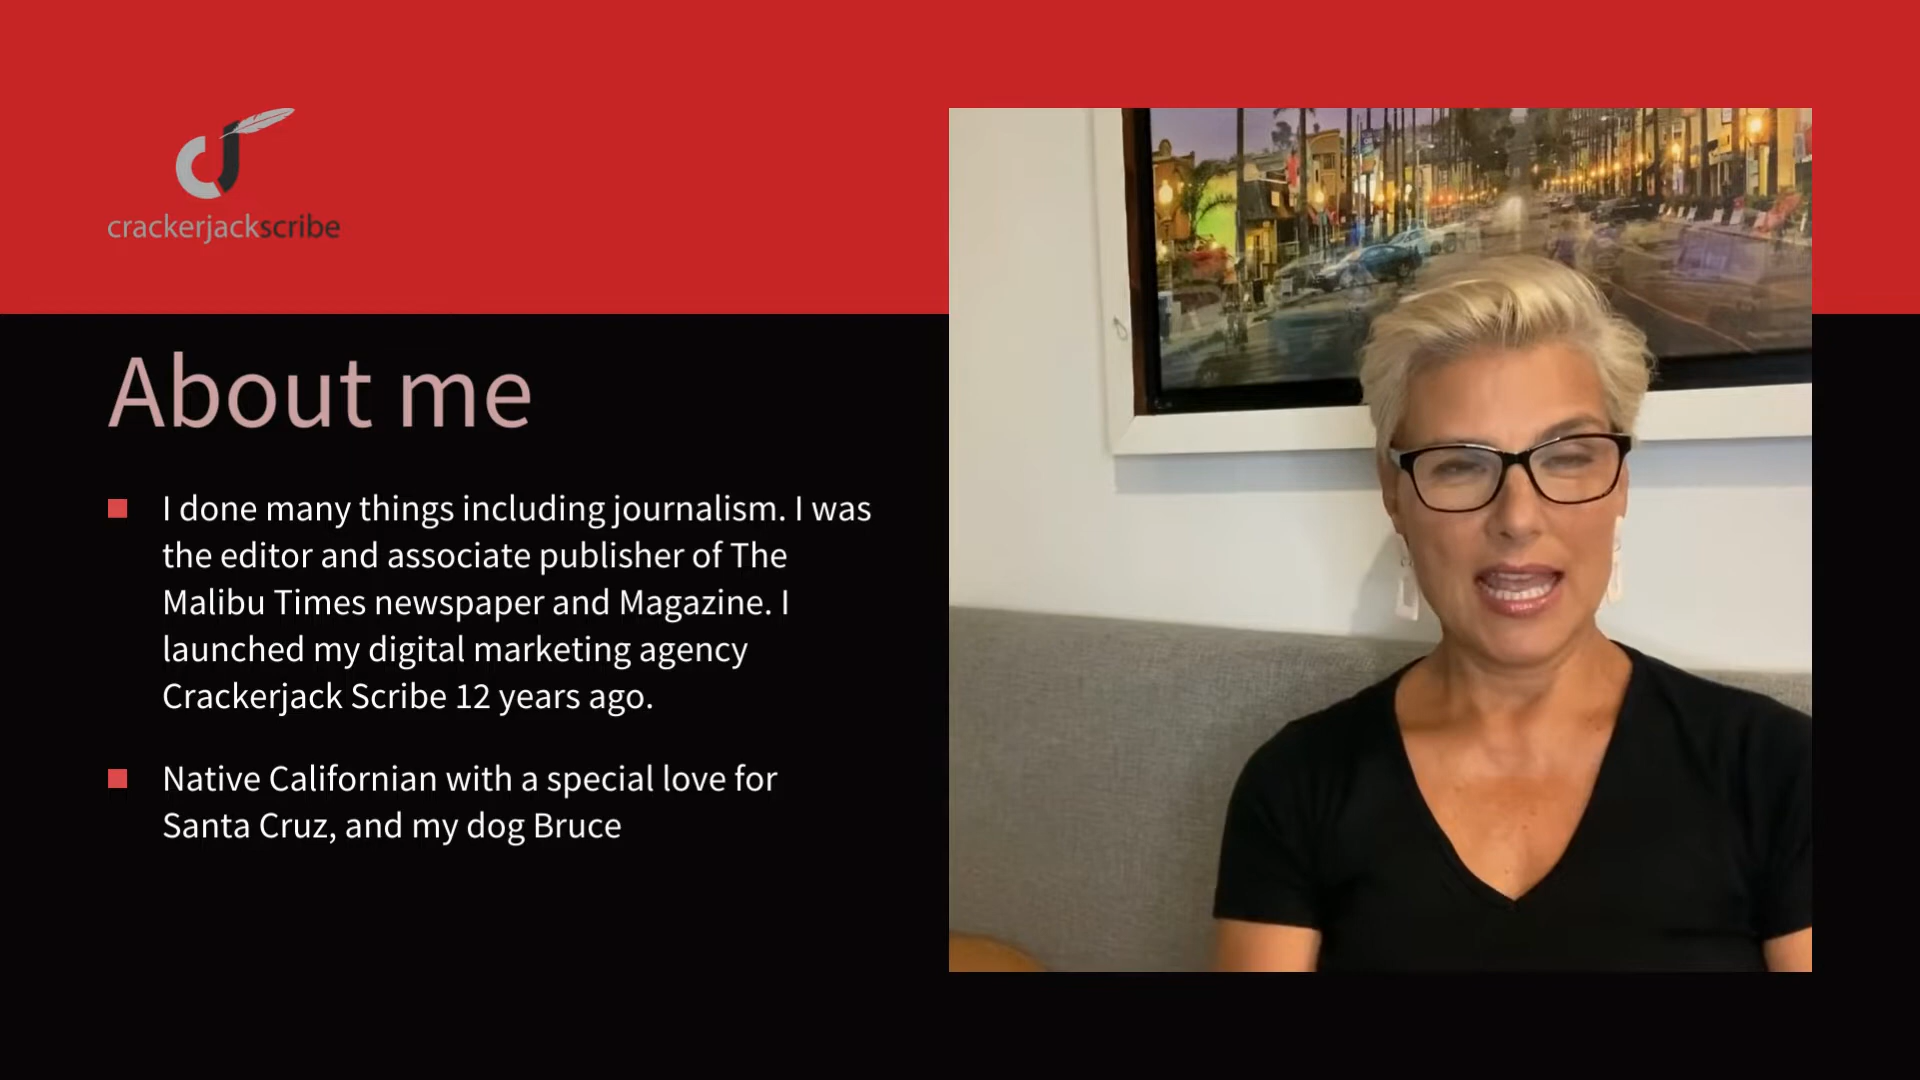 crackerjackscribe
About me
I done many things including journalism. I was
the editor and associate publisher of The
Malibu Times newspaper and Magazine. I
launched my digital marketing agency
Crackerjack Scribe 12 years ago.
Native Californian with a special love for
Santa Cruz, and my dog Bruce